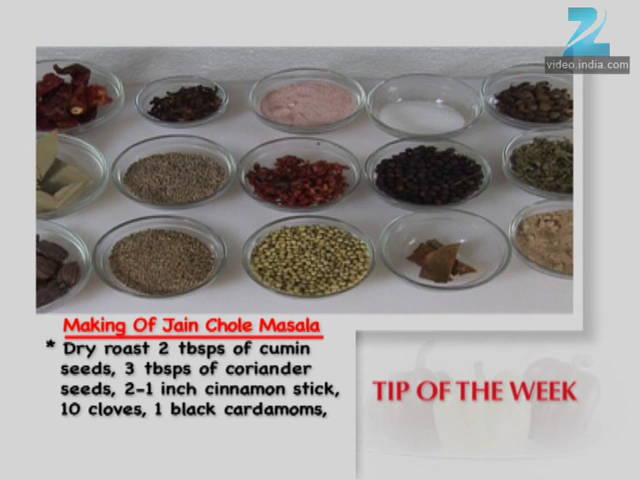 video.india.com
Making Of Jain Chole Masala
* Dry roast 2 tbsps of cumin
seeds, 3 tbsps of coriander
seeds, 2-1 inch cinnamon stick,
10 cloves, 1 black cardamoms,
TIP OF THE WEEK